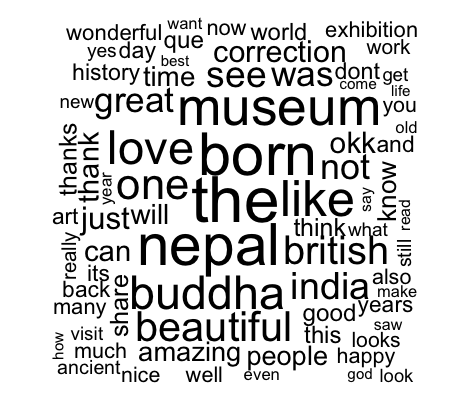 wonderful want now world exhibition
yes day que correction work
best
history time see was dont get
come life
new great museum you
old
thanks thank love born okk and
not
year one the like say know
art just will think what read
really can nepal british still
its india also
back buddha make
many share good years
beautiful this saw
how visit looks
much amazing people happy
ancient nice well even god look